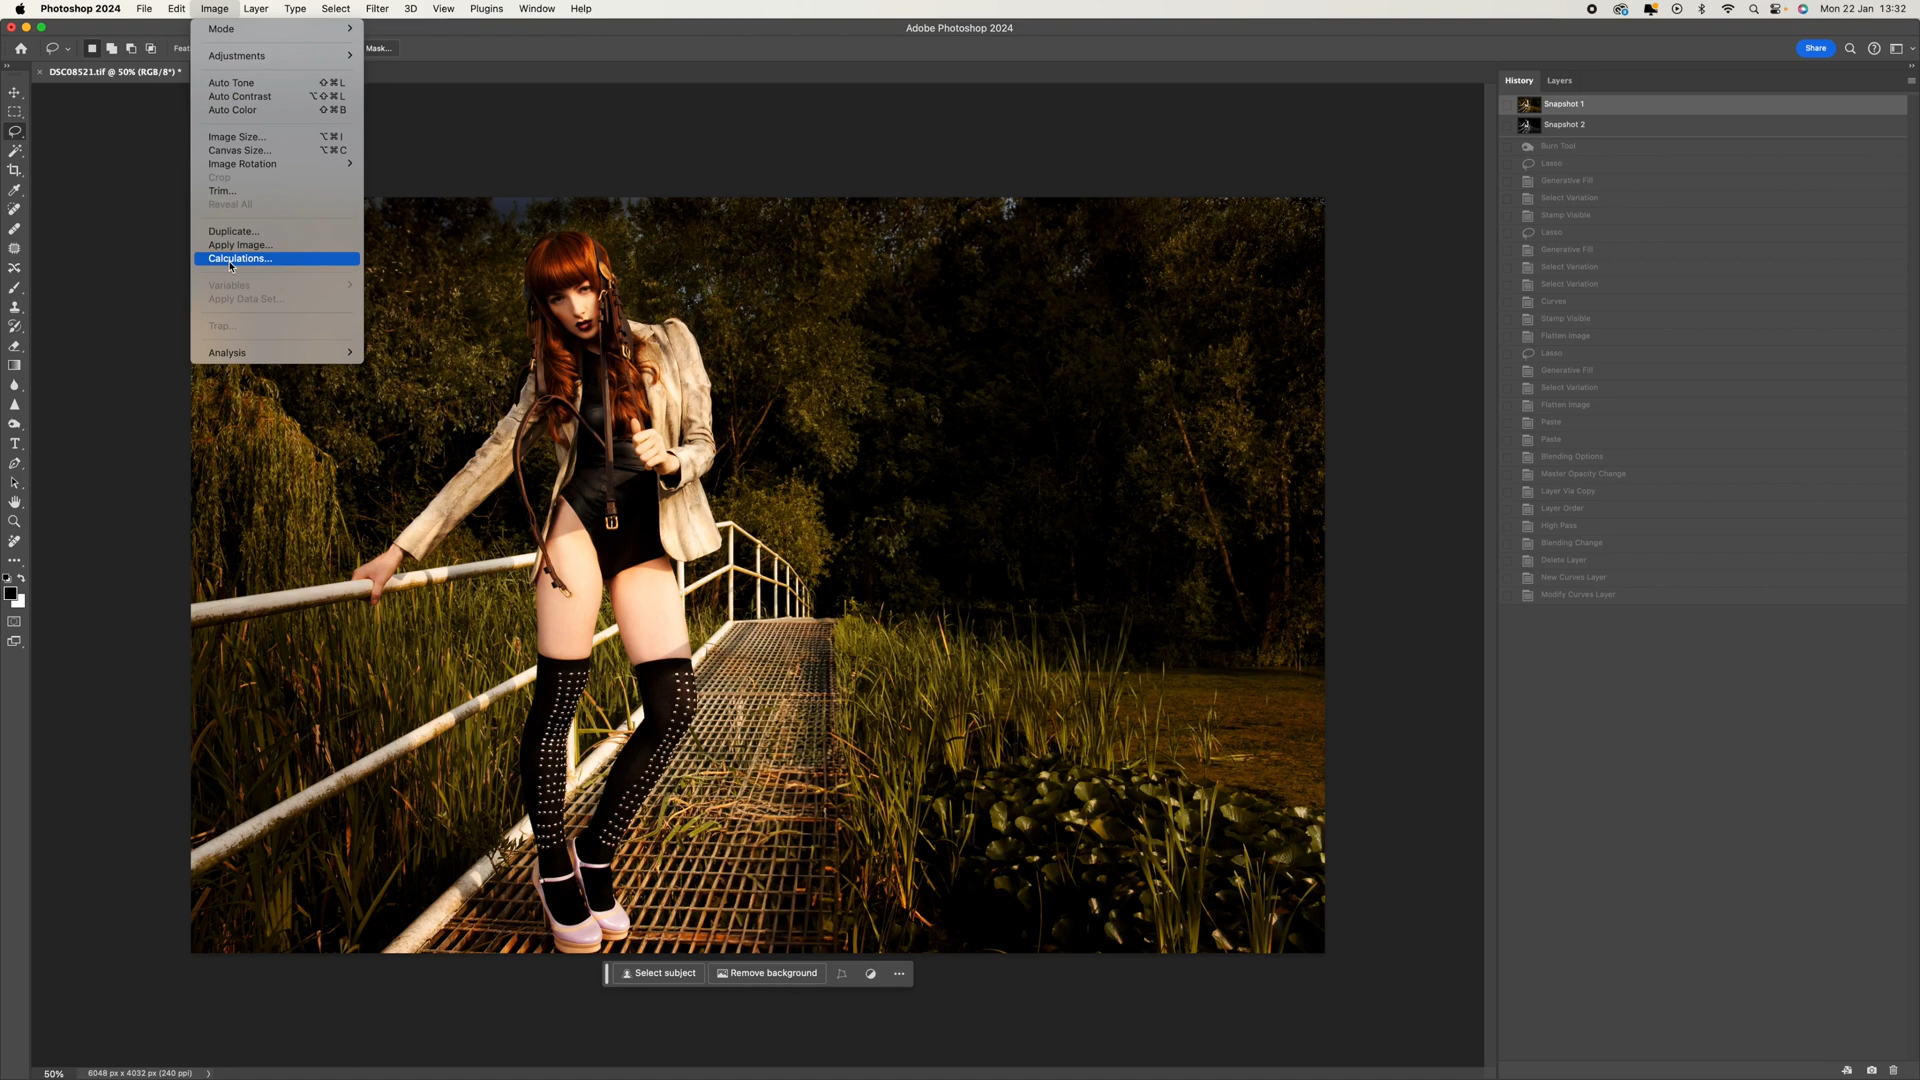 Photoshop 2024 File Edit Image Layer Type Select Filter 3D View Plugins Window Help Mon 22 Jan 13:32
Adobe Photoshop 2024
Feat
Mask...
Share
DSC08521.tif @ 50% (RGB/8*) *
Mode
Adjustments
Auto Tone ⇧⌘L
Auto Contrast ⌥⇧⌘L
Auto Color ⇧⌘B
Image Size... ⌥⌘I
Canvas Size... ⌥⌘C
Image Rotation
Crop
Trim...
Reveal All
Duplicate...
Apply Image...
Calculations...
Variables
Apply Data Set...
Trap...
Analysis
History Layers
Snapshot 1
Snapshot 2
Burn Tool
Lasso
Generative Fill
Select Variation
Stamp Visible
Lasso
Generative Fill
Select Variation
Select Variation
Curves
Stamp Visible
Flatten Image
Lasso
Generative Fill
Select Variation
Flatten Image
Paste
Paste
Blending Options
Master Opacity Change
Layer Via Copy
Layer Order
High Pass
Blending Change
Delete Layer
New Curves Layer
Modify Curves Layer
Select subject
Remove background
50% 6048 px x 4032 px (240 ppi)